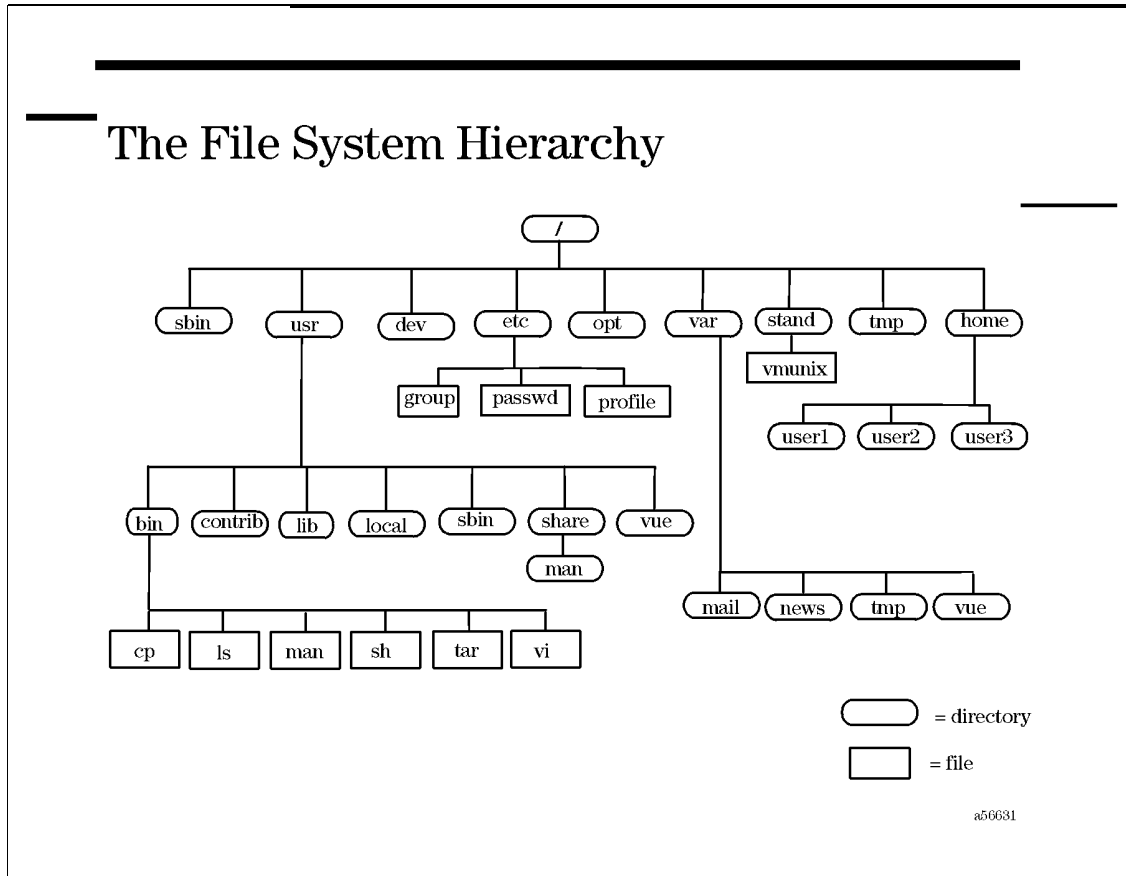 The File System Hierarchy
/
sbin usr dev etc opt var stand tmp home
group passwd profile vmunix
user1 user2 user3
bin contrib lib local sbin share vue
man
mail news tmp vue
cp ls man sh tar vi
= directory
= file
a56631